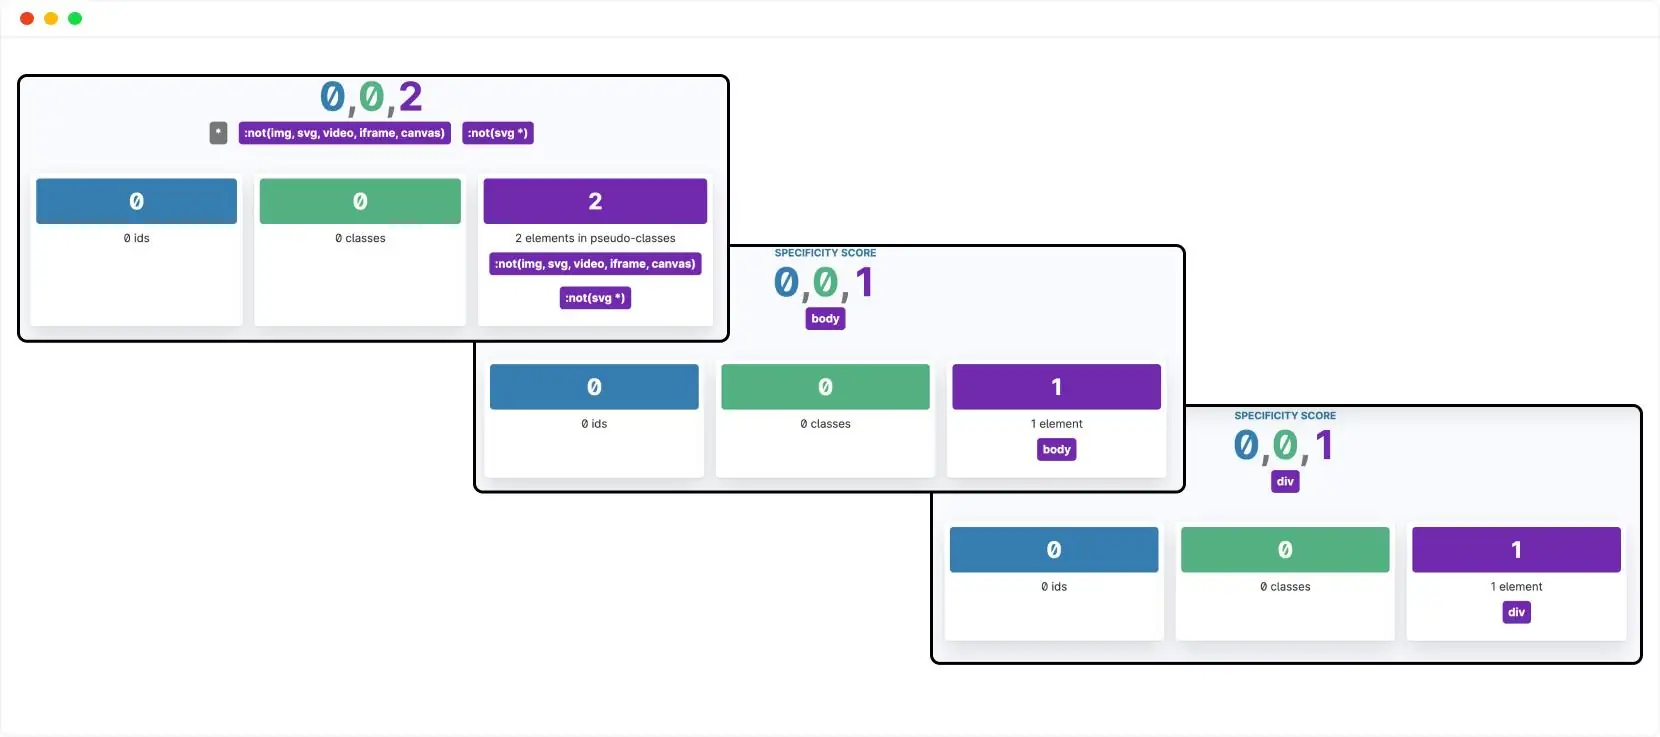 0,0,2
* :not(img, svg, video, iframe, canvas) :not(svg *)
0 0 2
0 ids 0 classes 2 elements in pseudo-classes
:not(img, svg, video, iframe, canvas)
:not(svg *)
SPECIFICITY SCORE
0,0,1
body
0 0 1
0 ids 0 classes 1 element
body
SPECIFICITY SCORE
0,0,1
div
0 0 1
0 ids 0 classes 1 element
div